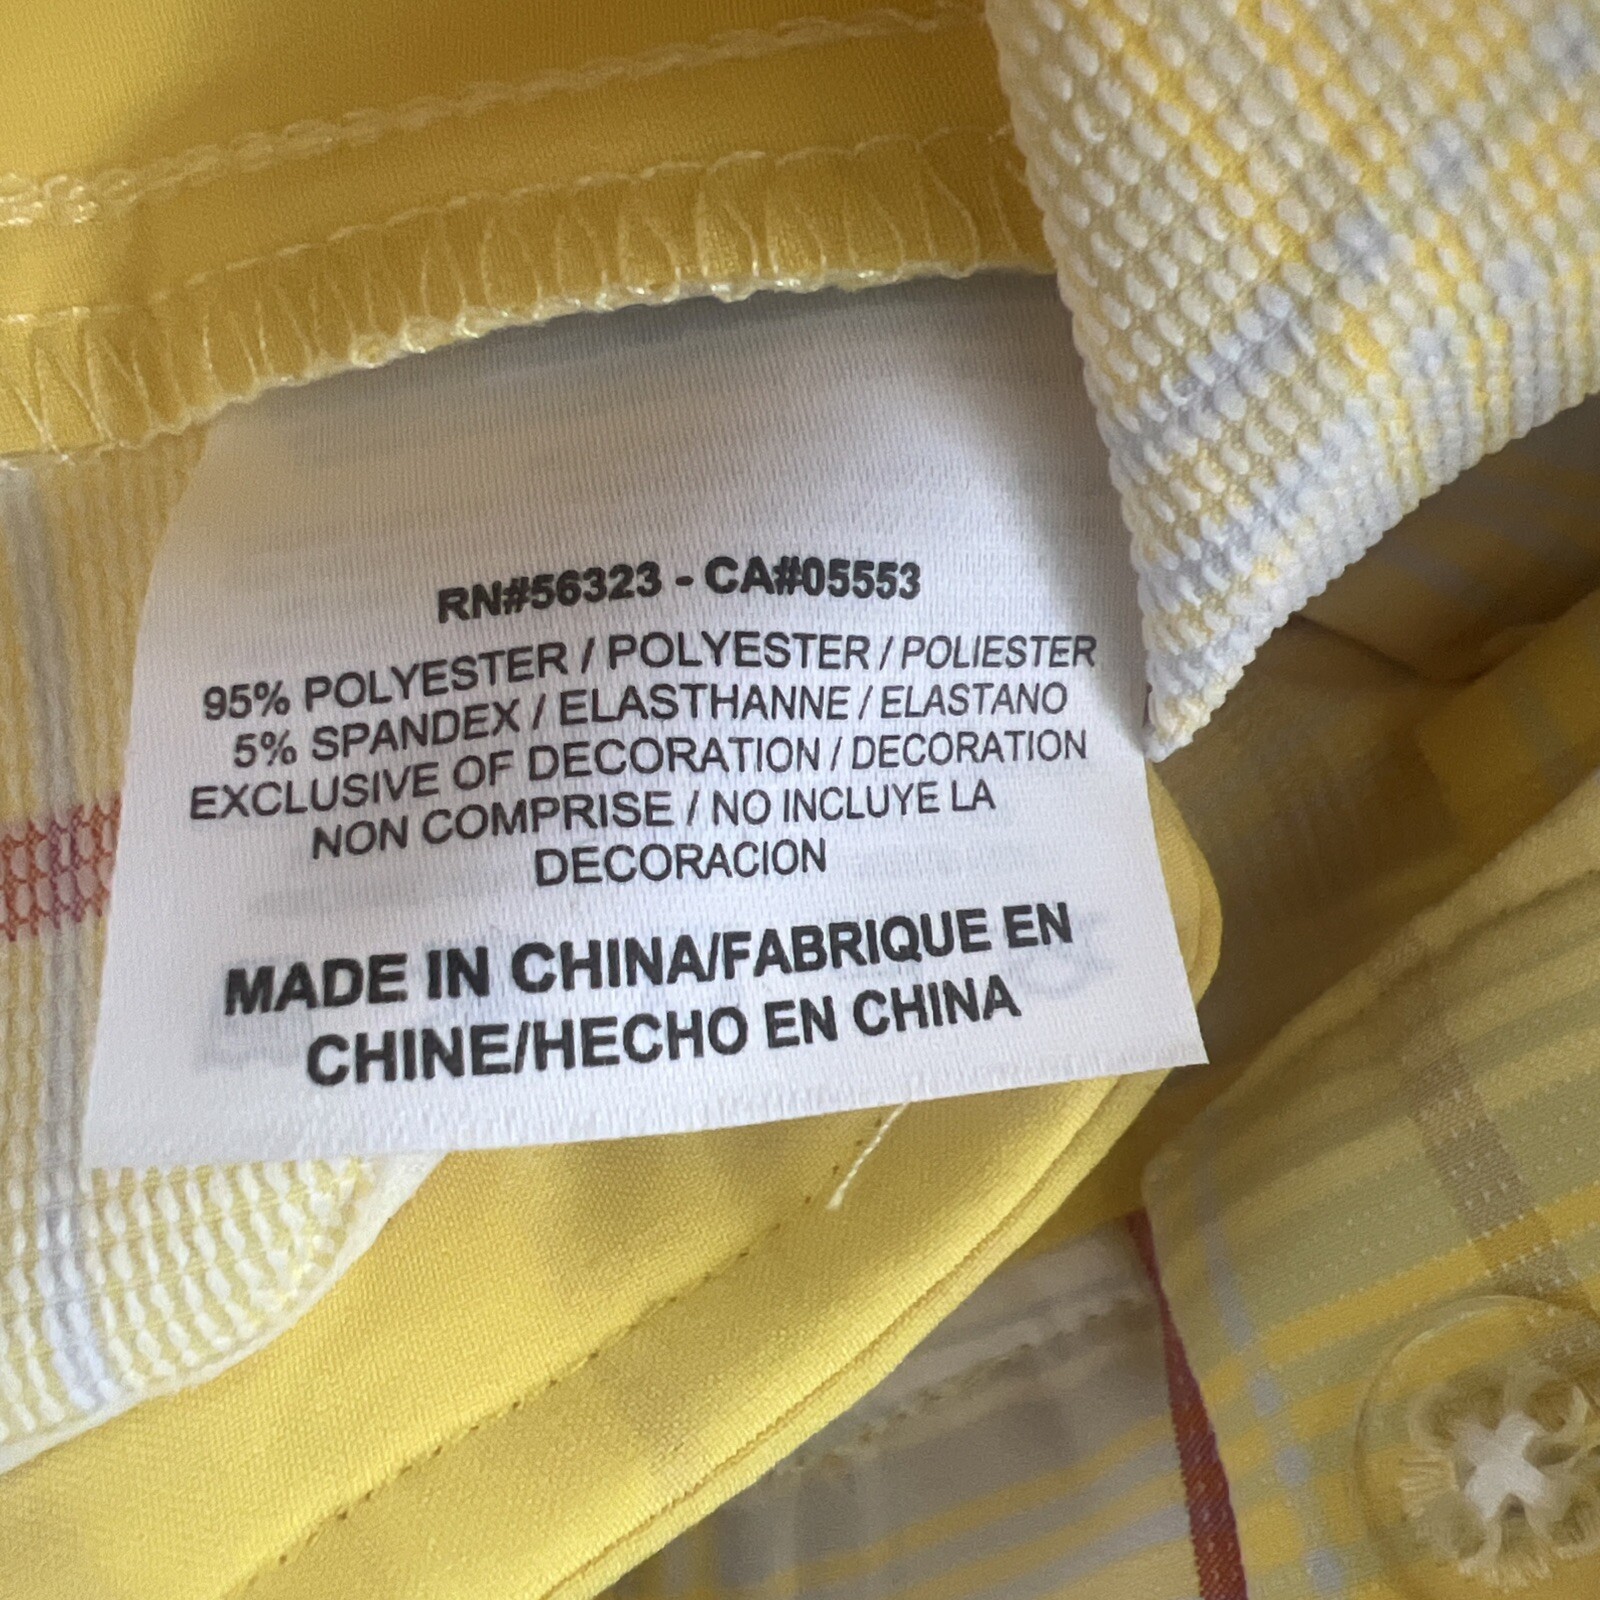 RN#56323 - CA#05553
95% POLYESTER / POLYESTER / POLIESTER
5% SPANDEX / ELASTHANNE / ELASTANO
EXCLUSIVE OF DECORATION / DECORATION
NON COMPRISE / NO INCLUYE LA
DECORACION
MADE IN CHINA/FABRIQUE EN
CHINE/HECHO EN CHINA